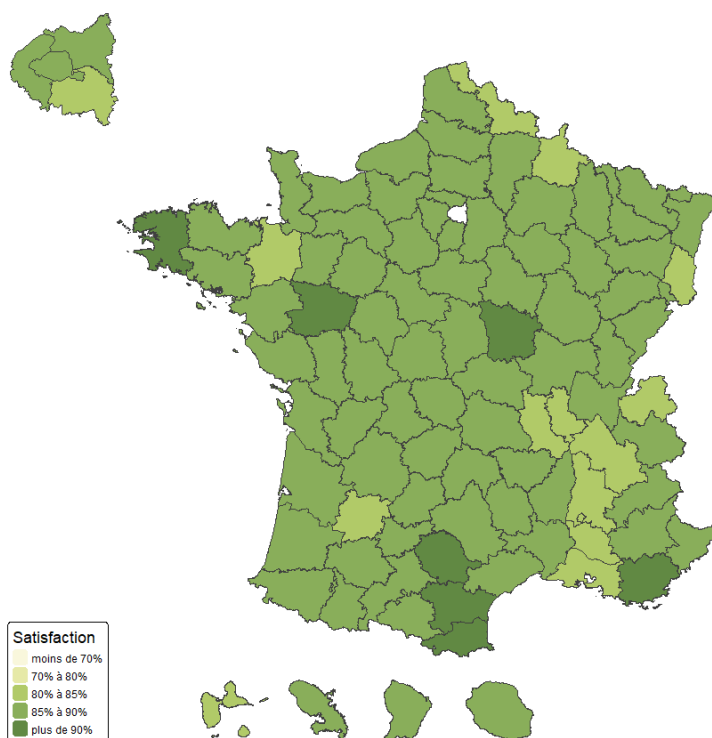 Satisfaction
moins de 70%
70% à 80%
80% à 85%
85% à 90%
plus de 90%